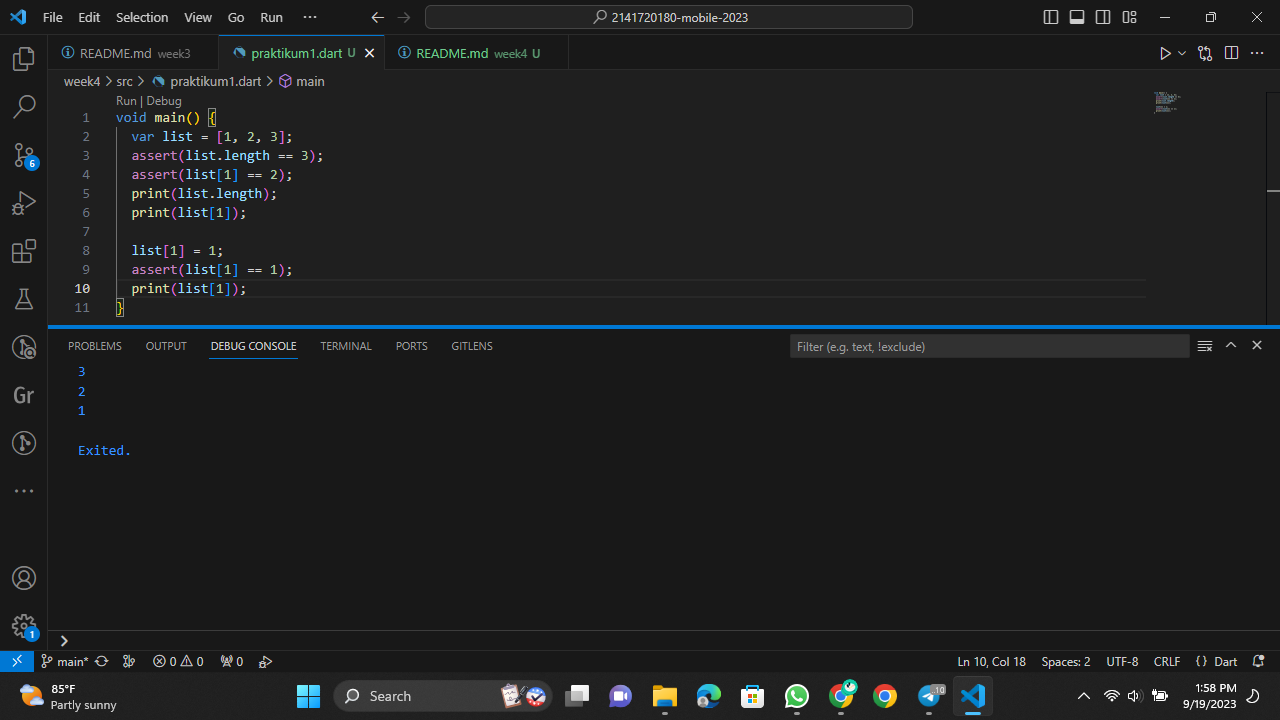 File Edit Selection View Go Run ··· 2141720180-mobile-2023
README.md week3 praktikum1.dart U README.md week4 U
week4 > src > praktikum1.dart > main
Run | Debug
1 void main() {
2 var list = [1, 2, 3];
3 assert(list.length == 3);
4 assert(list[1] == 2);
5 print(list.length);
6 print(list[1]);
7
8 list[1] = 1;
9 assert(list[1] == 1);
10 print(list[1]);
11 }
6
Gr
1
PROBLEMS OUTPUT DEBUG CONSOLE TERMINAL PORTS GITLENS Filter (e.g. text, !exclude)
3
2
1
Exited.
main* 0 0 0 Ln 10, Col 18 Spaces: 2 UTF-8 CRLF {} Dart
85°F
Partly sunny
Search
10
1:58 PM
9/19/2023